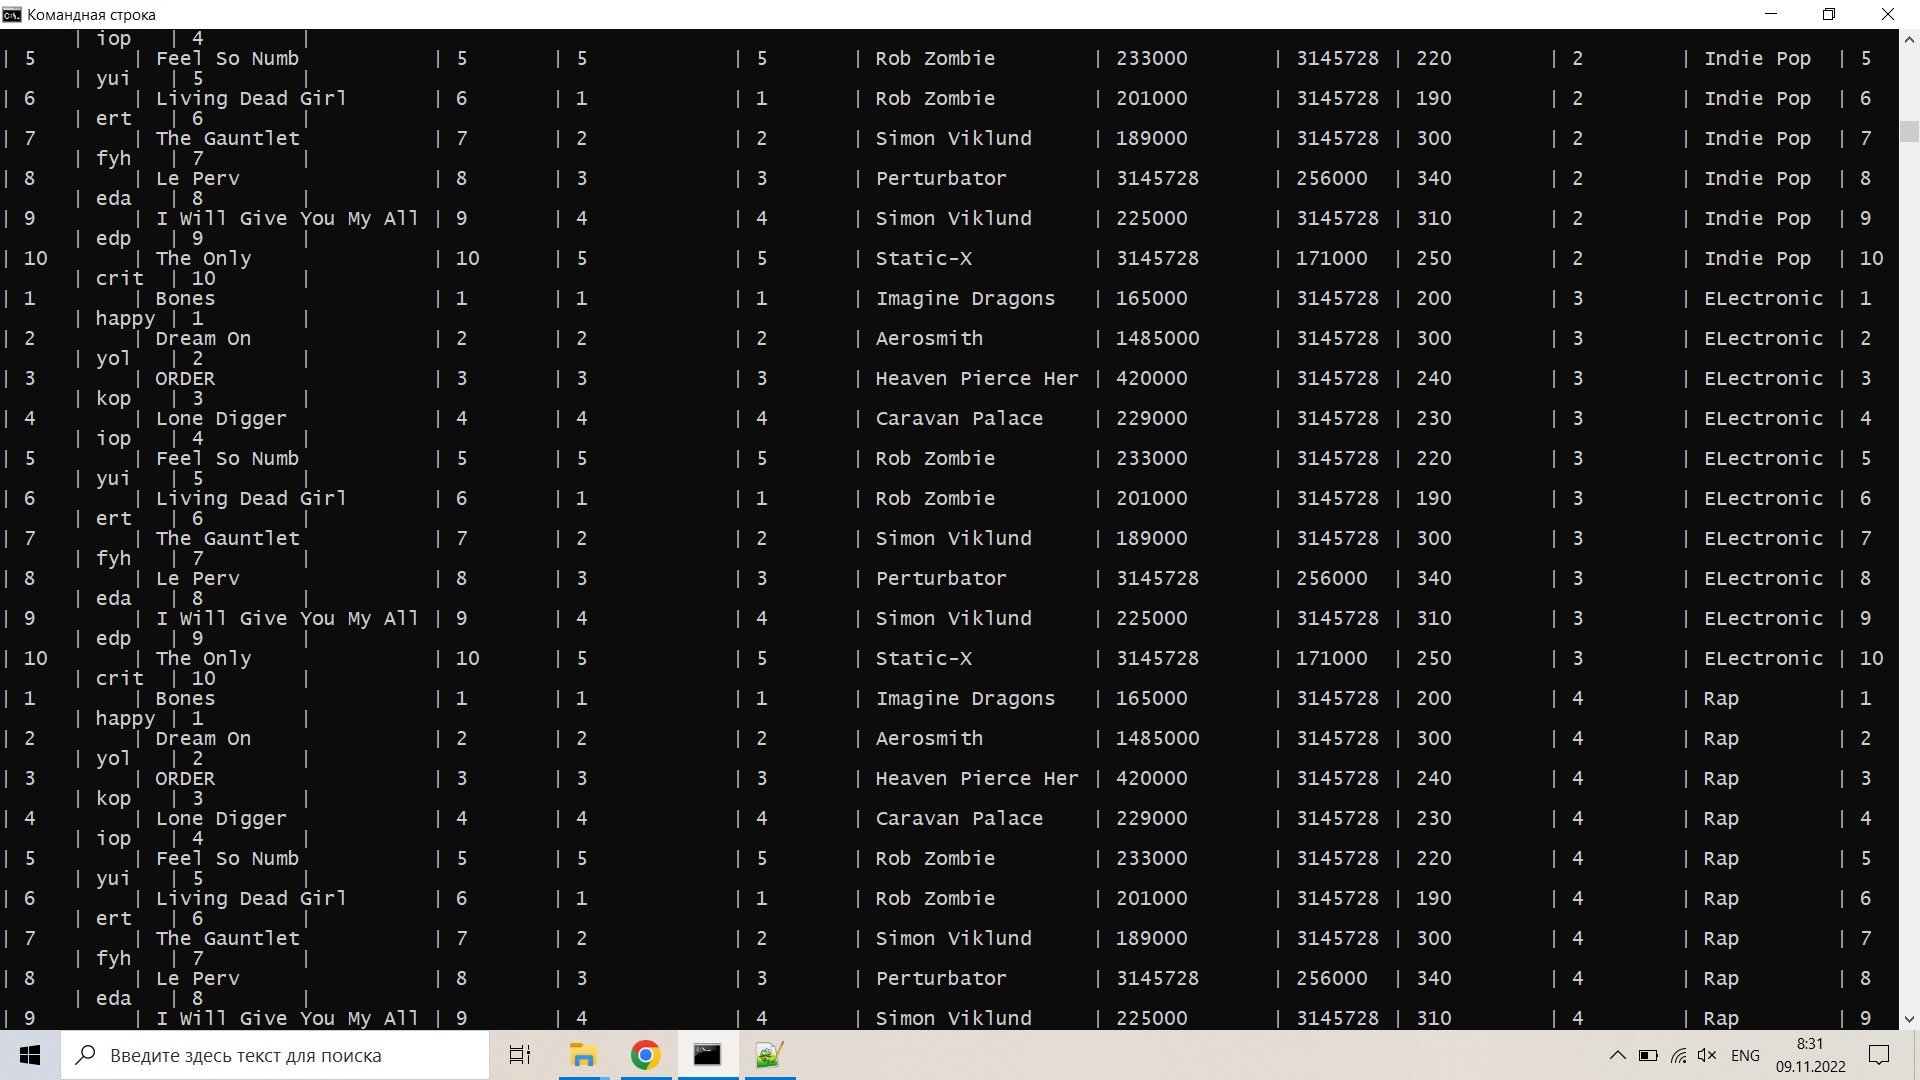 Командная строка
| iop | 4 |
| 5 | Feel So Numb | 5 | 5 | 5 | Rob Zombie | 233000 | 3145728 | 220 | 2 | Indie Pop | 5
| yui | 5 |
| 6 | Living Dead Girl | 6 | 1 | 1 | Rob Zombie | 201000 | 3145728 | 190 | 2 | Indie Pop | 6
| ert | 6 |
| 7 | The Gauntlet | 7 | 2 | 2 | Simon Viklund | 189000 | 3145728 | 300 | 2 | Indie Pop | 7
| fyh | 7 |
| 8 | Le Perv | 8 | 3 | 3 | Perturbator | 3145728 | 256000 | 340 | 2 | Indie Pop | 8
| eda | 8 |
| 9 | I Will Give You My All | 9 | 4 | 4 | Simon Viklund | 225000 | 3145728 | 310 | 2 | Indie Pop | 9
| edp | 9 |
| 10 | The Only | 10 | 5 | 5 | Static-X | 3145728 | 171000 | 250 | 2 | Indie Pop | 10
| crit | 10 |
| 1 | Bones | 1 | 1 | 1 | Imagine Dragons | 165000 | 3145728 | 200 | 3 | ELectronic | 1
| happy | 1 |
| 2 | Dream On | 2 | 2 | 2 | Aerosmith | 1485000 | 3145728 | 300 | 3 | ELectronic | 2
| yol | 2 |
| 3 | ORDER | 3 | 3 | 3 | Heaven Pierce Her | 420000 | 3145728 | 240 | 3 | ELectronic | 3
| kop | 3 |
| 4 | Lone Digger | 4 | 4 | 4 | Caravan Palace | 229000 | 3145728 | 230 | 3 | ELectronic | 4
| iop | 4 |
| 5 | Feel So Numb | 5 | 5 | 5 | Rob Zombie | 233000 | 3145728 | 220 | 3 | ELectronic | 5
| yui | 5 |
| 6 | Living Dead Girl | 6 | 1 | 1 | Rob Zombie | 201000 | 3145728 | 190 | 3 | ELectronic | 6
| ert | 6 |
| 7 | The Gauntlet | 7 | 2 | 2 | Simon Viklund | 189000 | 3145728 | 300 | 3 | ELectronic | 7
| fyh | 7 |
| 8 | Le Perv | 8 | 3 | 3 | Perturbator | 3145728 | 256000 | 340 | 3 | ELectronic | 8
| eda | 8 |
| 9 | I Will Give You My All | 9 | 4 | 4 | Simon Viklund | 225000 | 3145728 | 310 | 3 | ELectronic | 9
| edp | 9 |
| 10 | The Only | 10 | 5 | 5 | Static-X | 3145728 | 171000 | 250 | 3 | ELectronic | 10
| crit | 10 |
| 1 | Bones | 1 | 1 | 1 | Imagine Dragons | 165000 | 3145728 | 200 | 4 | Rap | 1
| happy | 1 |
| 2 | Dream On | 2 | 2 | 2 | Aerosmith | 1485000 | 3145728 | 300 | 4 | Rap | 2
| yol | 2 |
| 3 | ORDER | 3 | 3 | 3 | Heaven Pierce Her | 420000 | 3145728 | 240 | 4 | Rap | 3
| kop | 3 |
| 4 | Lone Digger | 4 | 4 | 4 | Caravan Palace | 229000 | 3145728 | 230 | 4 | Rap | 4
| iop | 4 |
| 5 | Feel So Numb | 5 | 5 | 5 | Rob Zombie | 233000 | 3145728 | 220 | 4 | Rap | 5
| yui | 5 |
| 6 | Living Dead Girl | 6 | 1 | 1 | Rob Zombie | 201000 | 3145728 | 190 | 4 | Rap | 6
| ert | 6 |
| 7 | The Gauntlet | 7 | 2 | 2 | Simon Viklund | 189000 | 3145728 | 300 | 4 | Rap | 7
| fyh | 7 |
| 8 | Le Perv | 8 | 3 | 3 | Perturbator | 3145728 | 256000 | 340 | 4 | Rap | 8
| eda | 8 |
| 9 | I Will Give You My All | 9 | 4 | 4 | Simon Viklund | 225000 | 3145728 | 310 | 4 | Rap | 9
Введите здесь текст для поиска
ENG
8:31
09.11.2022